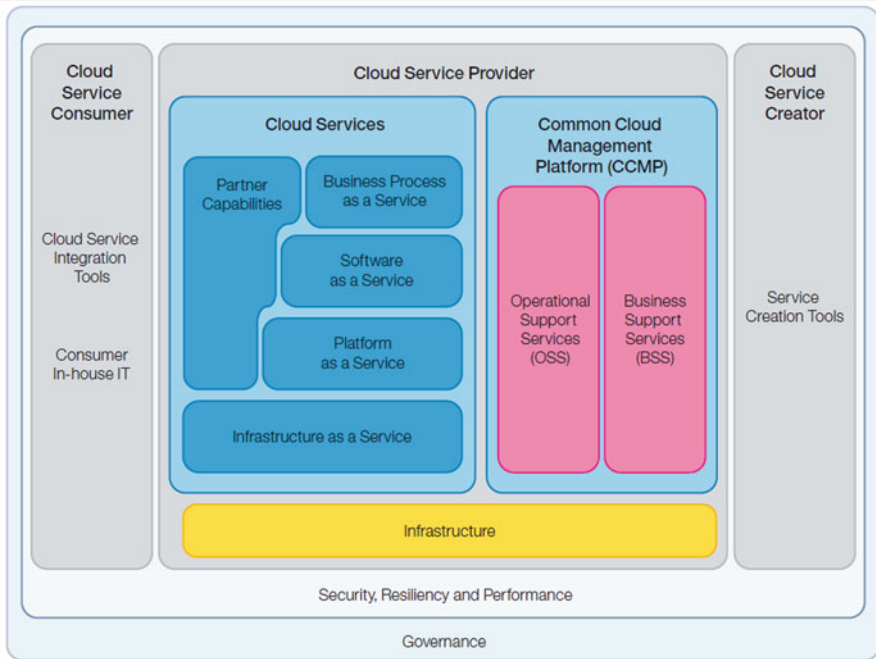 Cloud
Service
Consumer
Cloud Service
Integration
Tools
Consumer
In-house IT
Cloud Service Provider
Cloud Services
Partner
Capabilities
Business Process
as a Service
Software
as a Service
Platform
as a Service
Infrastructure as a Service
Common Cloud
Management
Platform (CCMP)
Operational
Support
Services
(OSS)
Business
Support
Services
(BSS)
Infrastructure
Cloud
Service
Creator
Service
Creation Tools
Security, Resiliency and Performance
Governance